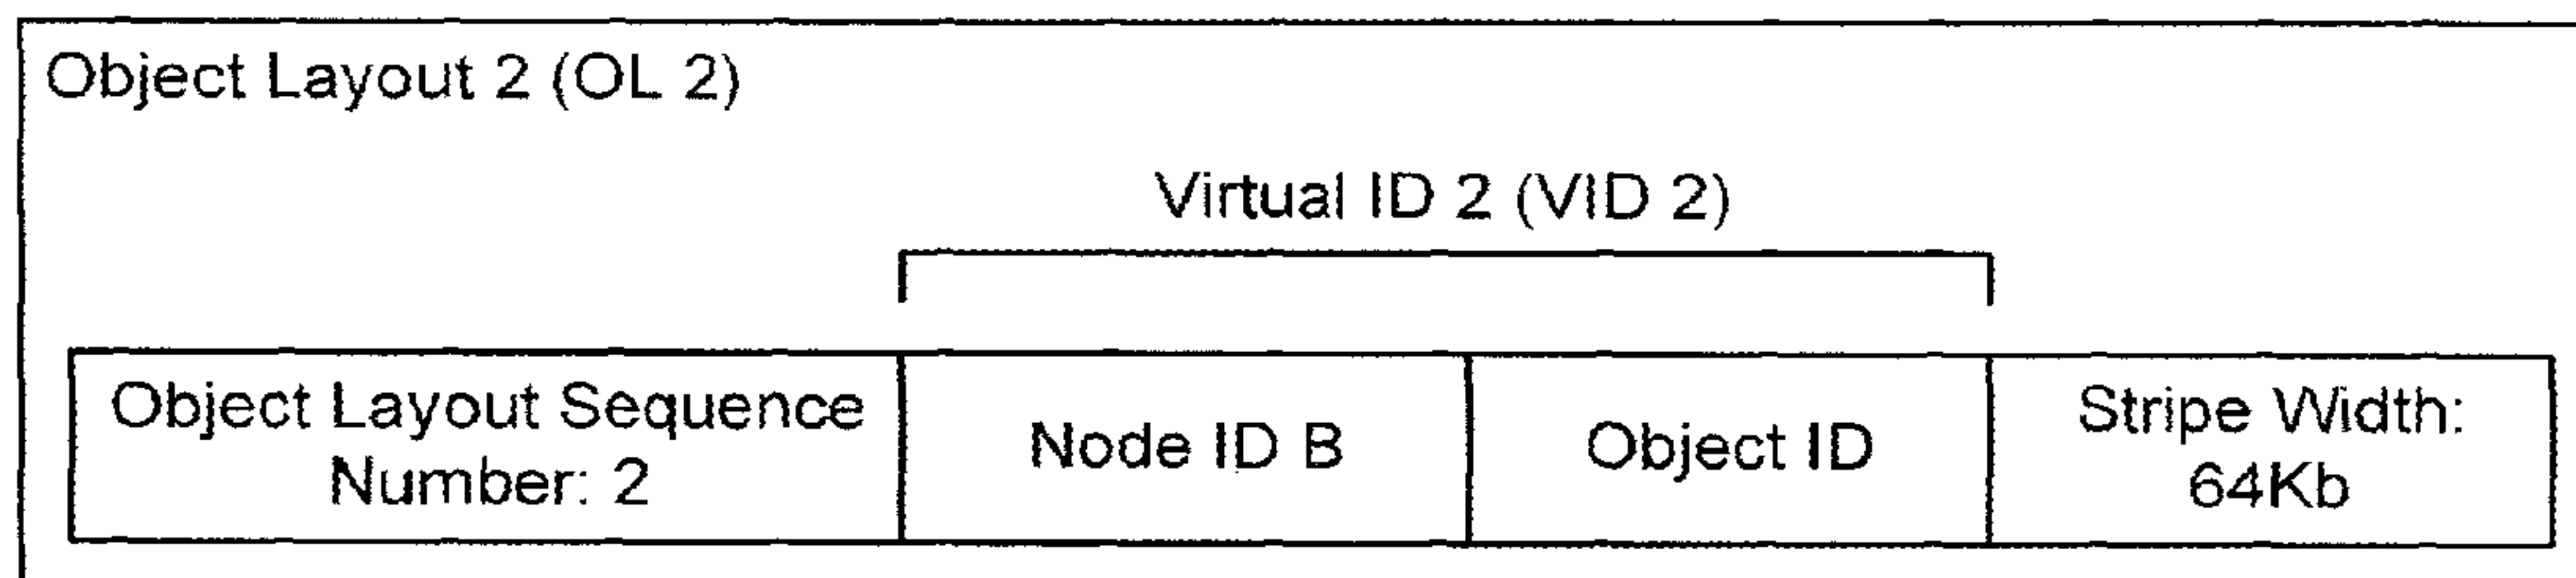 Object Layout 2 (OL 2)
Virtual ID 2 (VID 2)
Object Layout Sequence
Number: 2
Node ID B
Object ID
Stripe Width:
64Kb